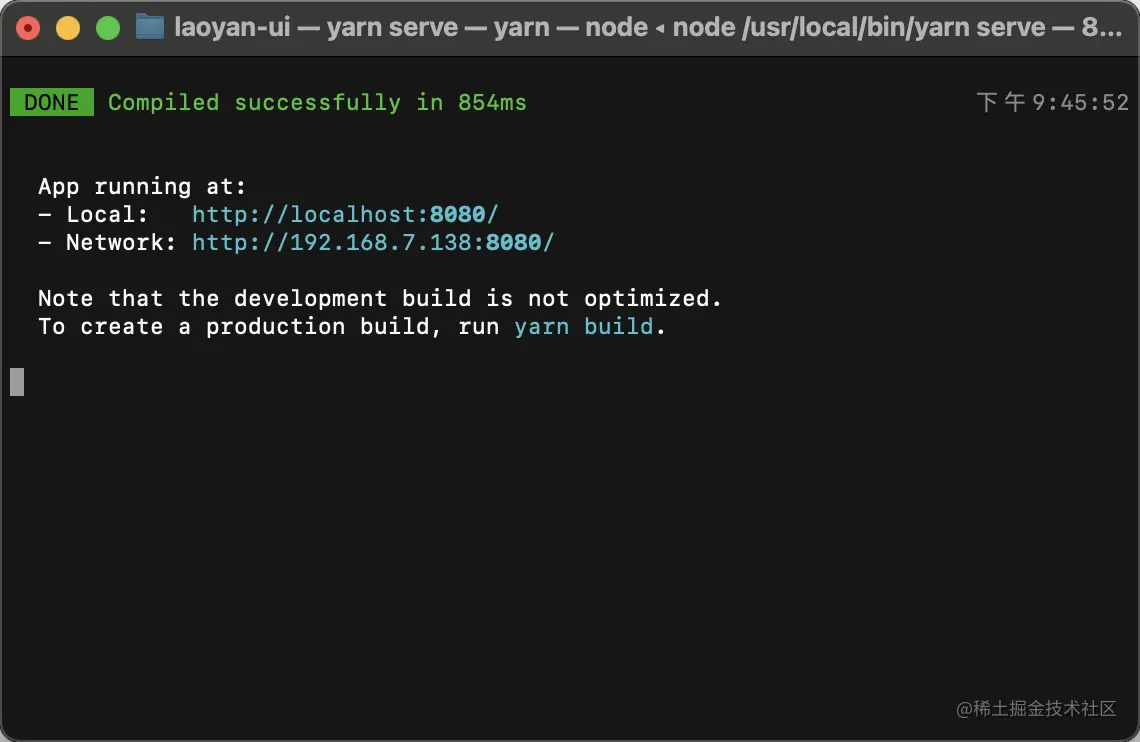 laoyan-ui — yarn serve — yarn — node ◂ node /usr/local/bin/yarn serve — 8...
DONE Compiled successfully in 854ms 下午9:45:52
App running at:
- Local: http://localhost:8080/
- Network: http://192.168.7.138:8080/
Note that the development build is not optimized.
To create a production build, run yarn build.
@稀土掘金技术社区